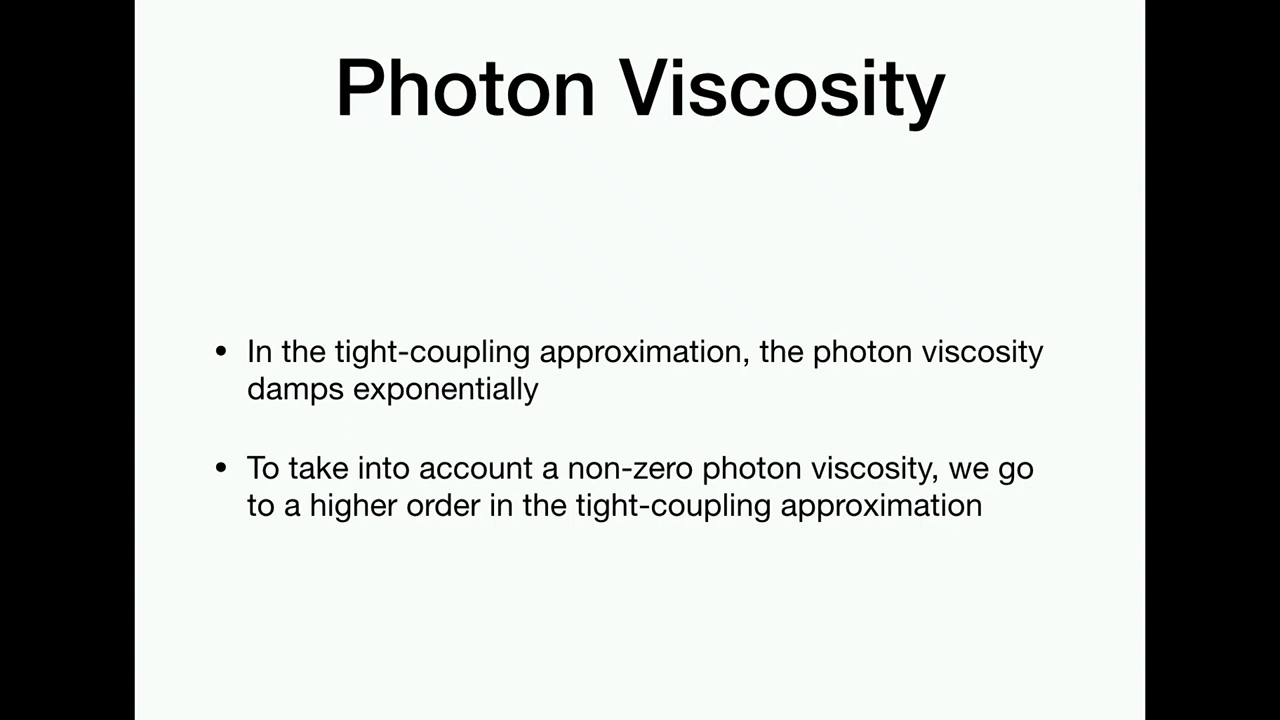 Photon Viscosity
• In the tight-coupling approximation, the photon viscosity
damps exponentially
• To take into account a non-zero photon viscosity, we go
to a higher order in the tight-coupling approximation